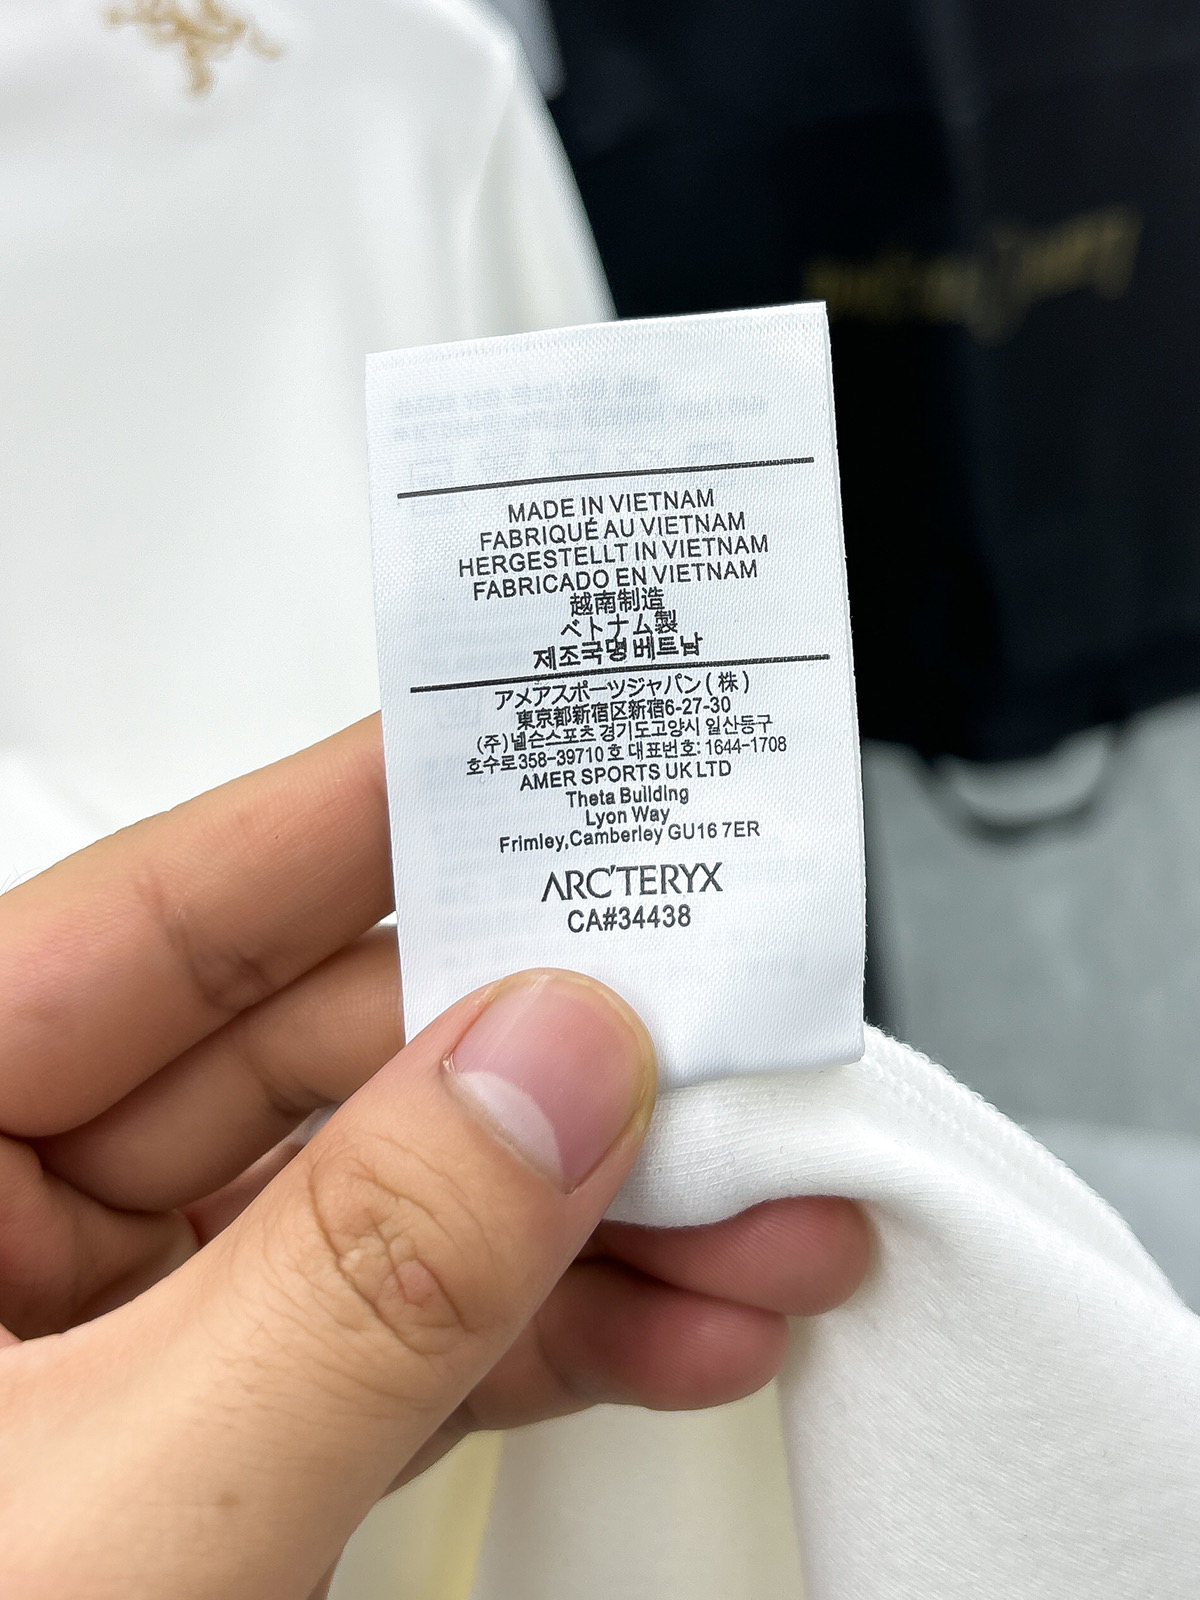 MADE IN VIETNAM
FABRIQUÉ AU VIETNAM
HERGESTELLT IN VIETNAM
FABRICADO EN VIETNAM
越南制造
ベトナム製
제조국명 베트남
アメアスポーツジャパン(株)
東京都新宿区新宿6-27-30
(주)넬슨스포츠 경기도고양시 일산동구
호수로358-39710호 대표번호: 1644-1708
AMER SPORTS UK LTD
Theta Building
Lyon Way
Frimley,Camberley GU16 7ER
ARC'TERYX
CA#34438